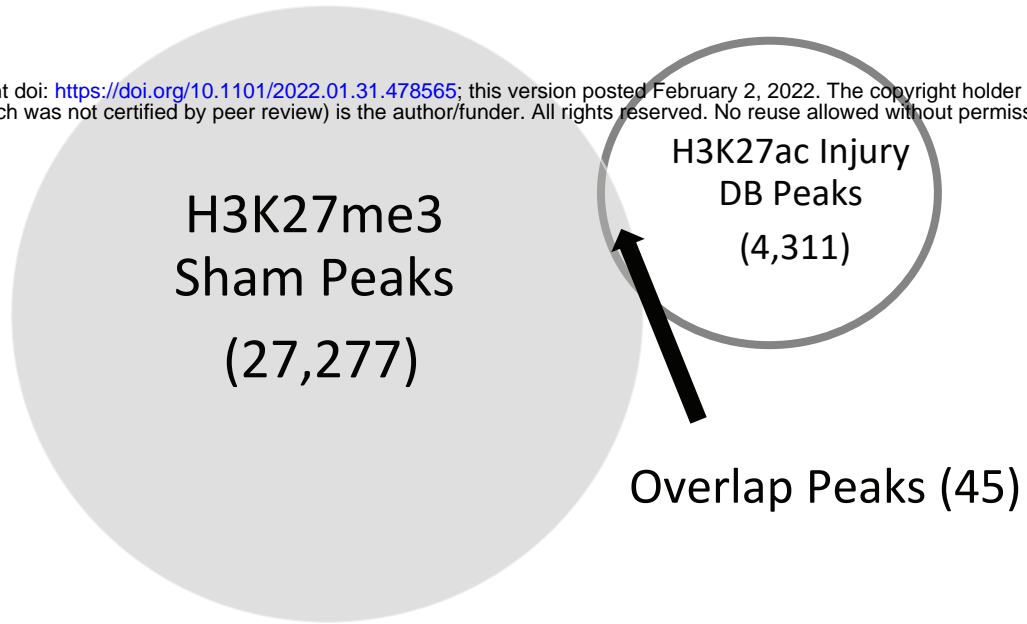 t doi: https://doi.org/10.1101/2022.01.31.478565; this version posted February 2, 2022. The copyright holder
ch was not certified by peer review) is the author/funder. All rights reserved. No reuse allowed without permiss
H3K27ac Injury
DB Peaks
(4,311)
H3K27me3
Sham Peaks
(27,277)
Overlap Peaks (45)